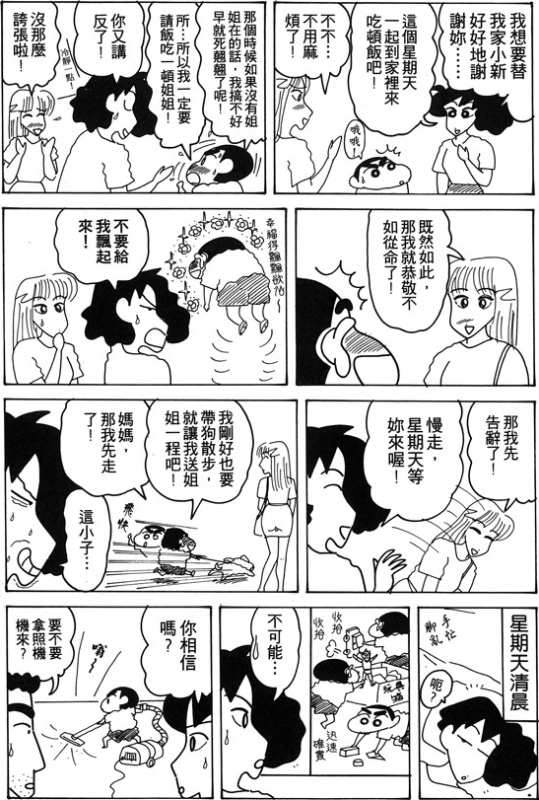 我想要替
我家小新
好好地謝
謝妳……
這個星期天
一起到家裡來
吃頓飯吧！
不…
不用麻
煩了！
哦哦！
那個時候如果沒有姐
姐在的話，我搞不好
早就死翹翹了呢！
所…所以我一定要
請飯吃一頓姐姐！
你又講
反了！
冷靜一點！
沒那麼
誇張啦！
既然如此，
那我就恭敬不
如從命了！
幸福得飄飄欲仙～
不要給
我飄起
來！
那我先
告辭了！
慢走，
星期天等
妳來喔！
我剛好也要
帶狗散步，
就讓我送姐
姐一程吧！
飛快
媽媽，
那我先走
了！
這小子…
星期天清晨
手忙
腳亂
呃？
收拾
收拾
玩具箱
迅速
確實
不可能…
你相信
嗎？
要不要
拿照機
機來？